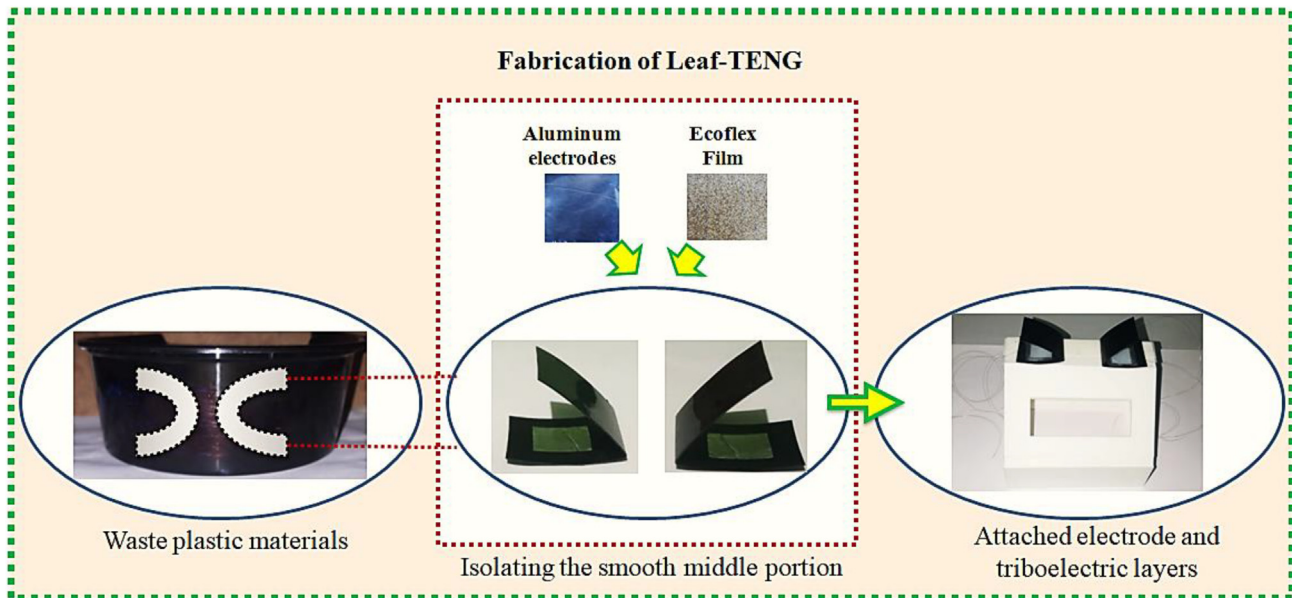 Fabrication of Leaf-TENG
Aluminum
electrodes
Ecoflex
Film
Waste plastic materials
Isolating the smooth middle portion
Attached electrode and
triboelectric layers